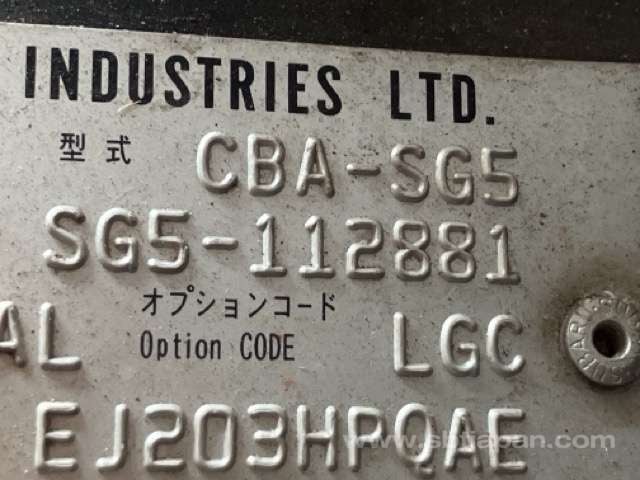 INDUSTRIES LTD.
型式 CBA-SG5
SG5-112881
オプションコード
AL Option CODE LGC
EJ203HPQAE
www.sbtjapan.com